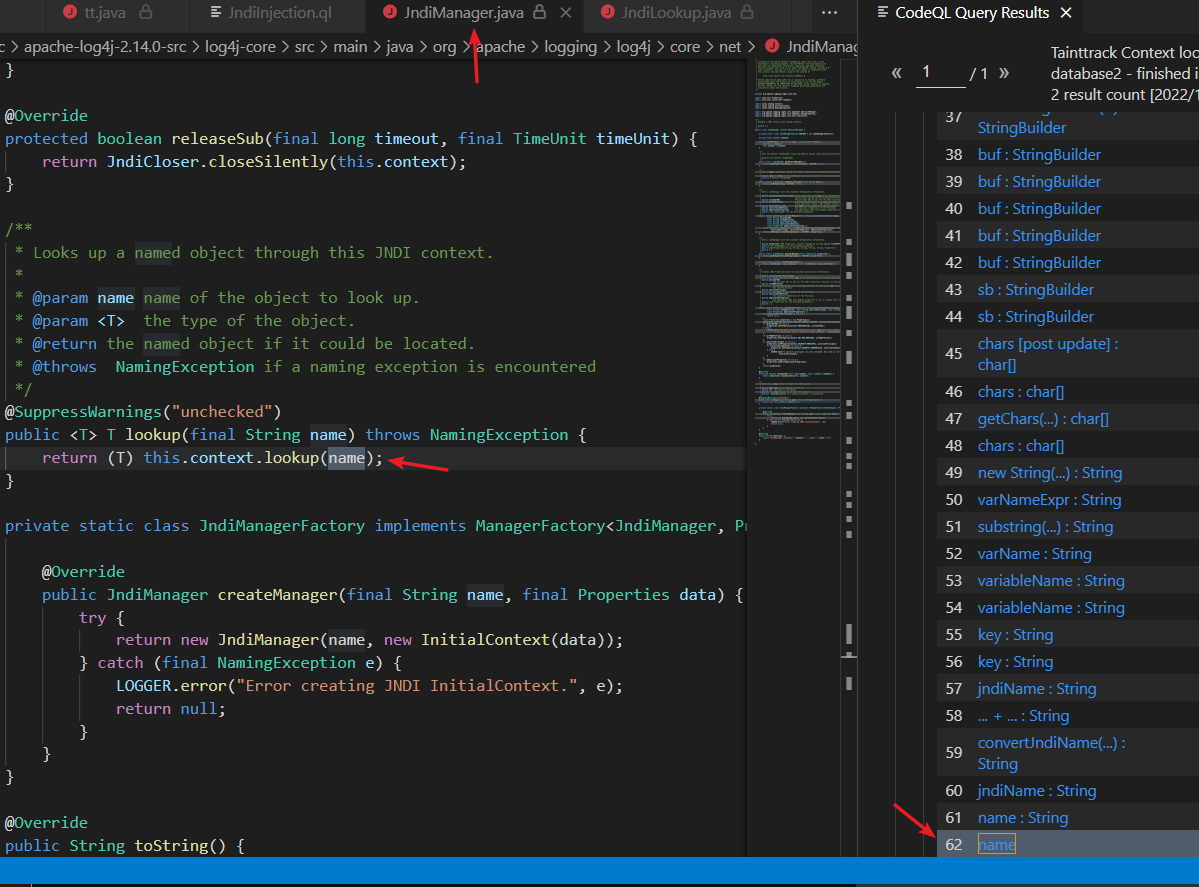 tt.java
JndiInjection.ql
JndiManager.java
JndiLookup.java
...
CodeQL Query Results
c > apache-log4j-2.14.0-src > log4j-core > src > main > java > org > apache > logging > log4j > core > net > JndiManag
}
@Override
protected boolean releaseSub(final long timeout, final TimeUnit timeUnit) {
return JndiCloser.closeSilently(this.context);
}
/**
* Looks up a named object through this JNDI context.
*
* @param name name of the object to look up.
* @param <T>  the type of the object.
* @return the named object if it could be located.
* @throws  NamingException if a naming exception is encountered
*/
@SuppressWarnings("unchecked")
public <T> T lookup(final String name) throws NamingException {
return (T) this.context.lookup(name);
}
private static class JndiManagerFactory implements ManagerFactory<JndiManager, Pr
@Override
public JndiManager createManager(final String name, final Properties data) {
try {
return new JndiManager(name, new InitialContext(data));
} catch (final NamingException e) {
LOGGER.error("Error creating JNDI InitialContext.", e);
return null;
}
}
}
@Override
public String toString() {
« 1 / 1 »
Tainttrack Context loo
database2 - finished i
2 result count [2022/1
37
StringBuilder
38 buf : StringBuilder
39 buf : StringBuilder
40 buf : StringBuilder
41 buf : StringBuilder
42 buf : StringBuilder
43 sb : StringBuilder
44 sb : StringBuilder
45 chars [post update] :
char[]
46 chars : char[]
47 getChars(...) : char[]
48 chars : char[]
49 new String(...) : String
50 varNameExpr : String
51 substring(...) : String
52 varName : String
53 variableName : String
54 variableName : String
55 key : String
56 key : String
57 jndiName : String
58 ... + ... : String
59 convertJndiName(...) :
String
60 jndiName : String
61 name : String
62 name